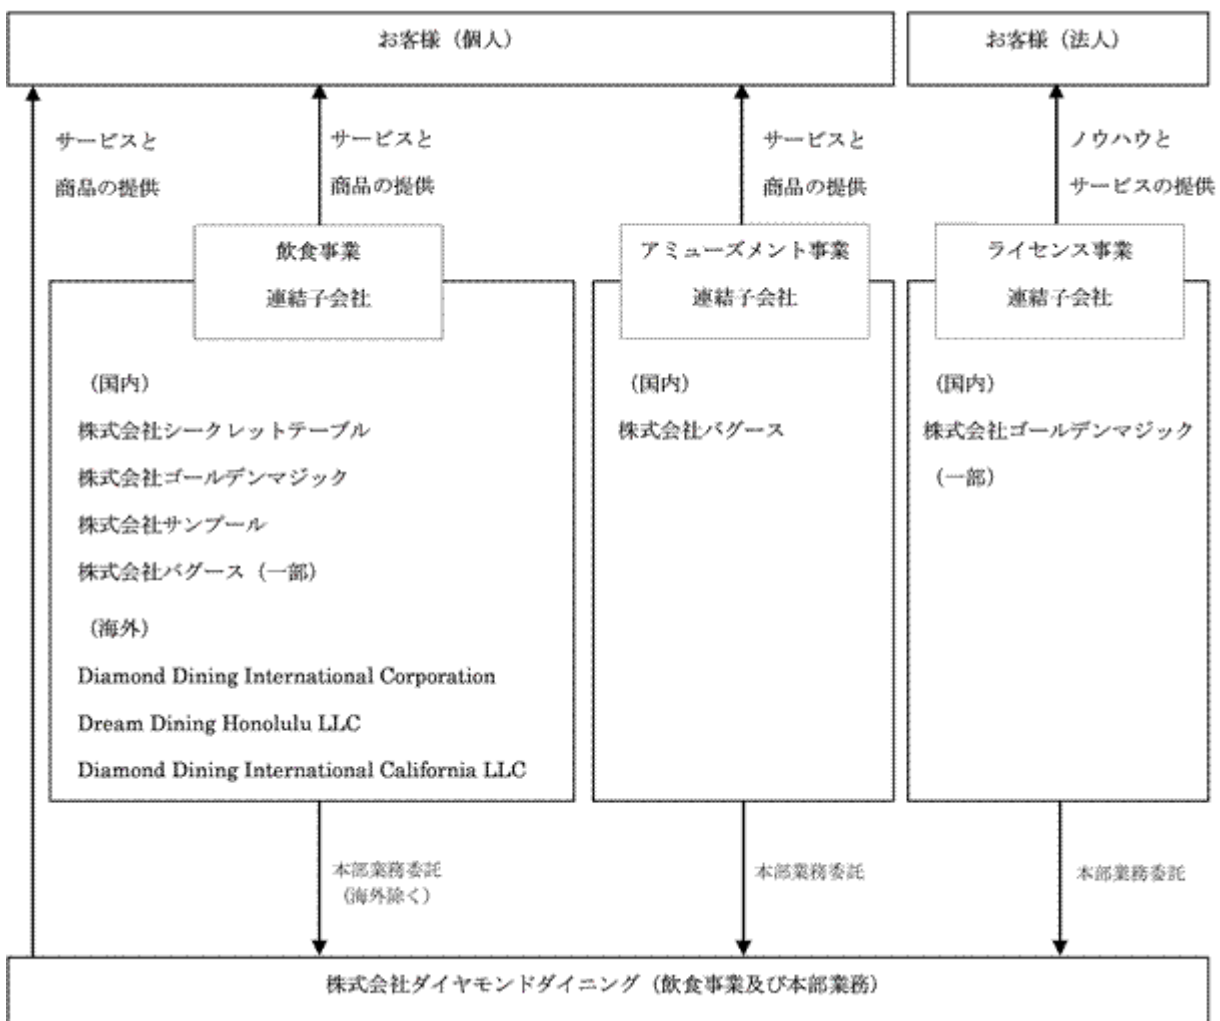 お客様（個人）
お客様（法人）
サービスと
商品の提供
サービスと
商品の提供
サービスと
商品の提供
ノウハウと
サービスの提供
飲食事業
連結子会社
（国内）
株式会社シークレットテーブル
株式会社ゴールデンマジック
株式会社サンプール
株式会社バグース（一部）
（海外）
Diamond Dining International Corporation
Dream Dining Honolulu LLC
Diamond Dining International California LLC
アミューズメント事業
連結子会社
（国内）
株式会社バグース
ライセンス事業
連結子会社
（国内）
株式会社ゴールデンマジック
（一部）
本部業務委託
（海外除く）
本部業務委託
本部業務委託
株式会社ダイヤモンドダイニング（飲食事業及び本部業務）